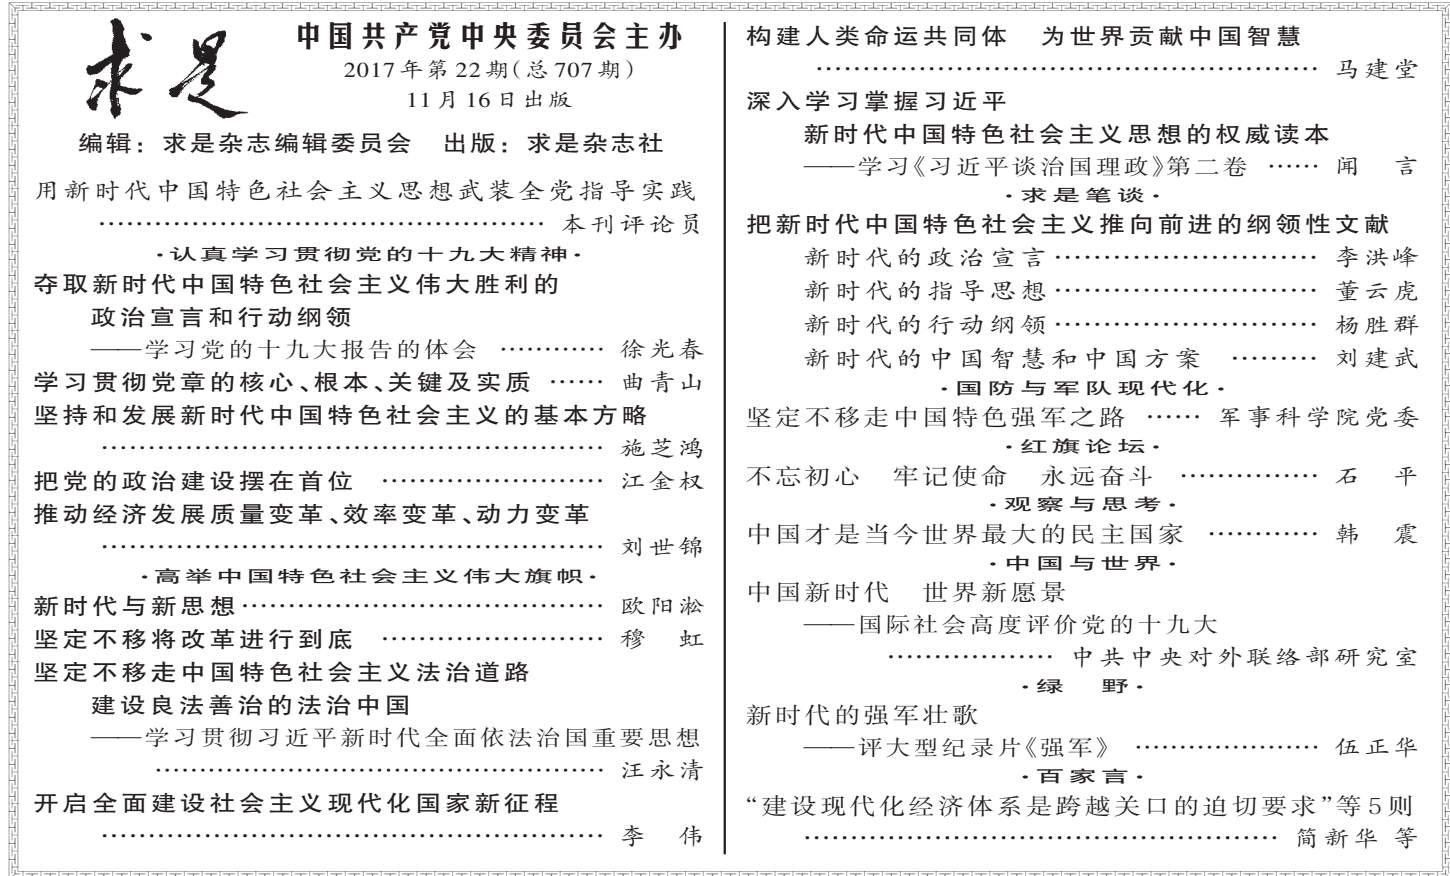 求是
中国共产党中央委员会主办
2017年第22期(总707期)
11月16日出版
编辑：求是杂志编辑委员会　出版：求是杂志社
用新时代中国特色社会主义思想武装全党指导实践
…………………………………………… 本刊评论员
·认真学习贯彻党的十九大精神·
夺取新时代中国特色社会主义伟大胜利的
政治宣言和行动纲领
——学习党的十九大报告的体会 ………… 徐光春
学习贯彻党章的核心、根本、关键及实质 …… 曲青山
坚持和发展新时代中国特色社会主义的基本方略
………………………………………………… 施芝鸿
把党的政治建设摆在首位 …………………… 江金权
推动经济发展质量变革、效率变革、动力变革
………………………………………………… 刘世锦
·高举中国特色社会主义伟大旗帜·
新时代与新思想………………………………… 欧阳淞
坚定不移将改革进行到底 …………………… 穆　虹
坚定不移走中国特色社会主义法治道路
建设良法善治的法治中国
——学习贯彻习近平新时代全面依法治国重要思想
…………………………………………… 汪永清
开启全面建设社会主义现代化国家新征程
………………………………………………… 李　伟
构建人类命运共同体　为世界贡献中国智慧
………………………………………………… 马建堂
深入学习掌握习近平
新时代中国特色社会主义思想的权威读本
——学习《习近平谈治国理政》第二卷 …… 闻　言
·求是笔谈·
把新时代中国特色社会主义推向前进的纲领性文献
新时代的政治宣言……………………… 李洪峰
新时代的指导思想……………………… 董云虎
新时代的行动纲领……………………… 杨胜群
新时代的中国智慧和中国方案 ……… 刘建武
·国防与军队现代化·
坚定不移走中国特色强军之路 …… 军事科学院党委
·红旗论坛·
不忘初心　牢记使命　永远奋斗 …………… 石　平
·观察与思考·
中国才是当今世界最大的民主国家 ………… 韩　震
·中国与世界·
中国新时代　世界新愿景
——国际社会高度评价党的十九大
……………… 中共中央对外联络部研究室
·绿　野·
新时代的强军壮歌
——评大型纪录片《强军》 ………………… 伍正华
·百家言·
“建设现代化经济体系是跨越关口的迫切要求”等5则
……………………………………………… 简新华 等